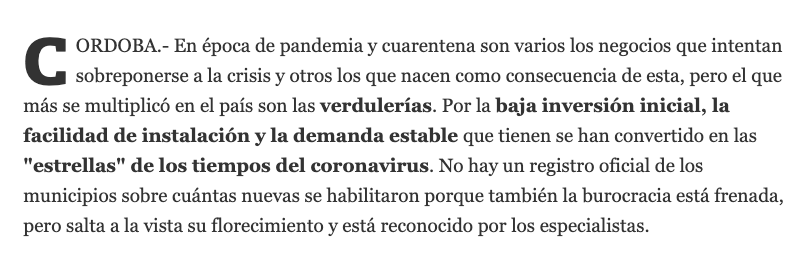 CORDOBA.- En época de pandemia y cuarentena son varios los negocios que intentan
sobreponerse a la crisis y otros los que nacen como consecuencia de esta, pero el que
más se multiplicó en el país son las verdulerías. Por la baja inversión inicial, la
facilidad de instalación y la demanda estable que tienen se han convertido en las
"estrellas" de los tiempos del coronavirus. No hay un registro oficial de los
municipios sobre cuántas nuevas se habilitaron porque también la burocracia está frenada,
pero salta a la vista su florecimiento y está reconocido por los especialistas.